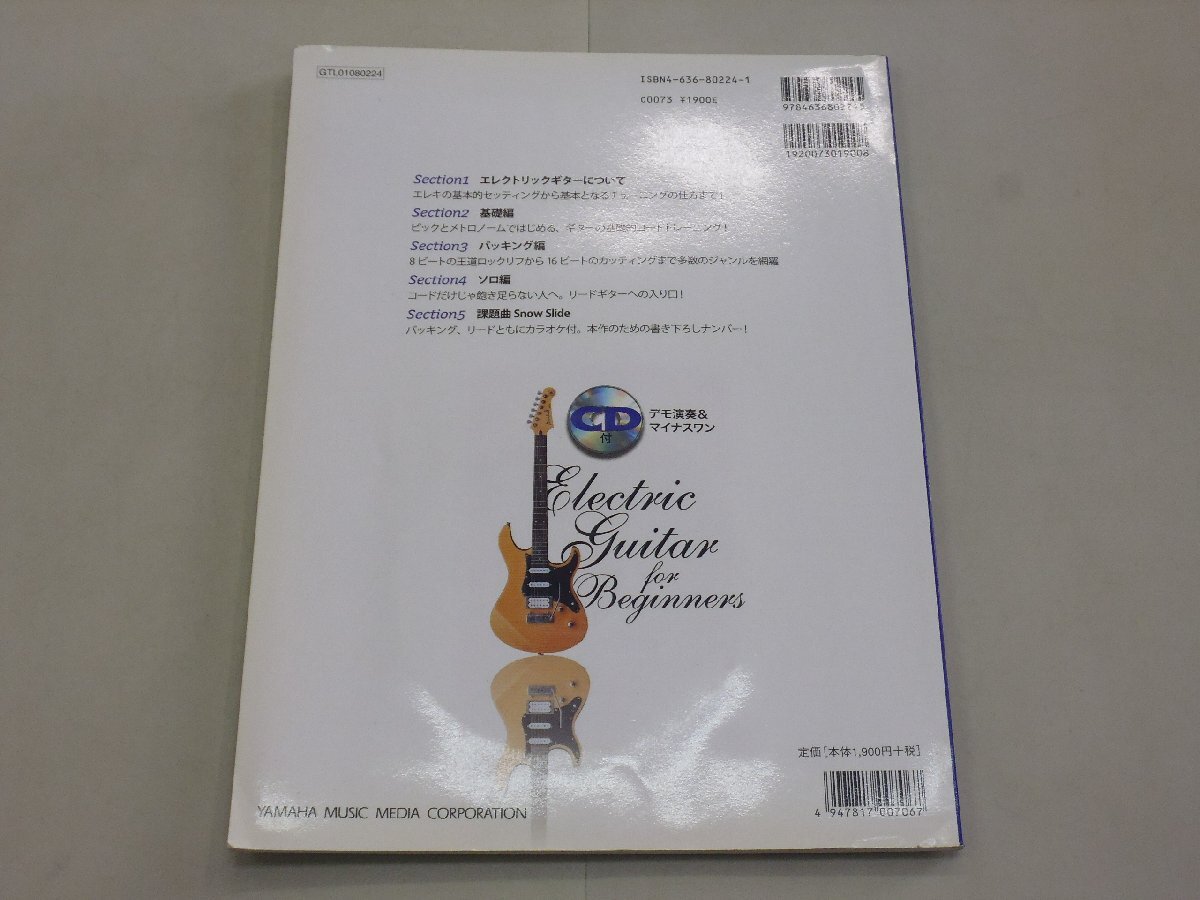 GTL01080224
ISBN4-636-80224-1
C0073 ¥1900E
1920073019008
Section1 エレクトリックギターについて
エレキの基本的セッティングから基本となるチューニングの仕方まで!
Section2 基礎編
ピックとメトロノームではじめる、ギターの基礎的コードトレーニング!
Section3 バッキング編
8ビートの王道ロックリフから16ビートのカッティングまで多数のジャンルを網羅
Section4 ソロ編
コードだけじゃ飽き足らない人へ。リードギターへの入り口!
Section5 課題曲 Snow Slide
バッキング、リードともにカラオケ付。本作のための書き下ろしナンバー!
CD
付
デモ演奏&
マイナスワン
Electric
Guitar
for
Beginners
定価[本体1,900円+税]
4 947817 007067
YAMAHA MUSIC MEDIA CORPORATION